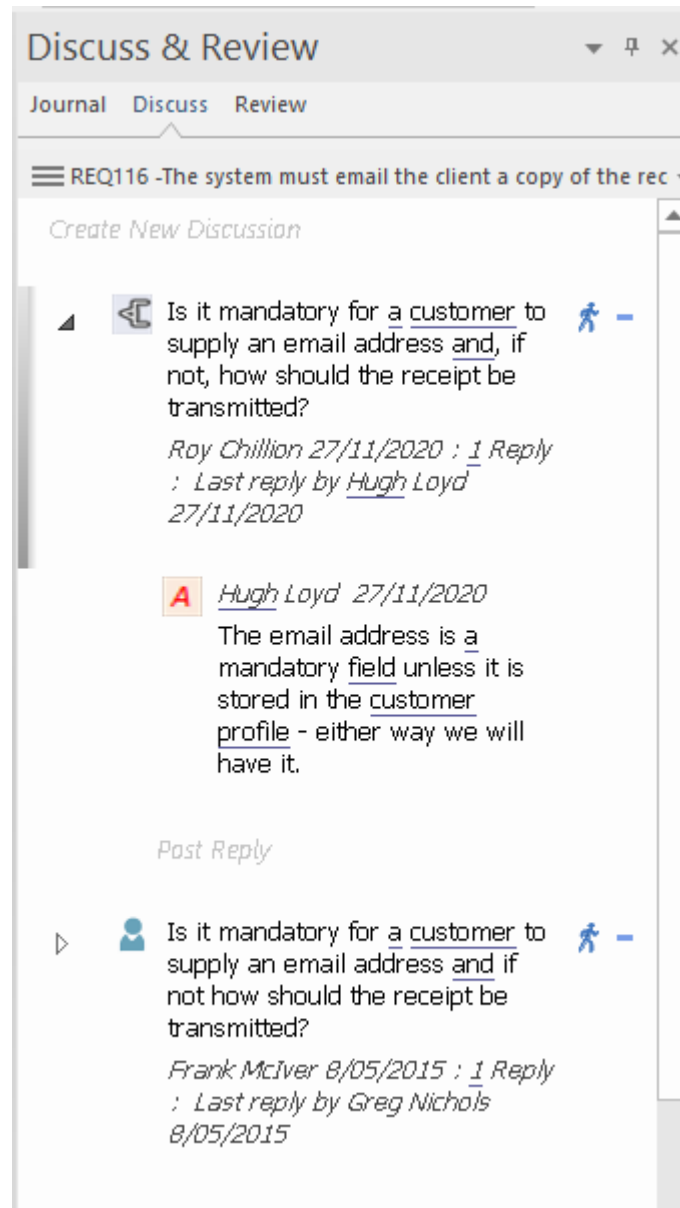 Discuss & Review
Journal Discuss Review
REQ116 -The system must email the client a copy of the rec
Create New Discussion
Is it mandatory for a customer to
supply an email address and, if
not, how should the receipt be
transmitted?
Roy Chillion 27/11/2020 : 1 Reply
: Last reply by Hugh Loyd
27/11/2020
A Hugh Loyd 27/11/2020
The email address is a
mandatory field unless it is
stored in the customer
profile - either way we will
have it.
Post Reply
Is it mandatory for a customer to
supply an email address and if
not how should the receipt be
transmitted?
Frank McIver 8/05/2015 : 1 Reply
: Last reply by Greg Nichols
8/05/2015